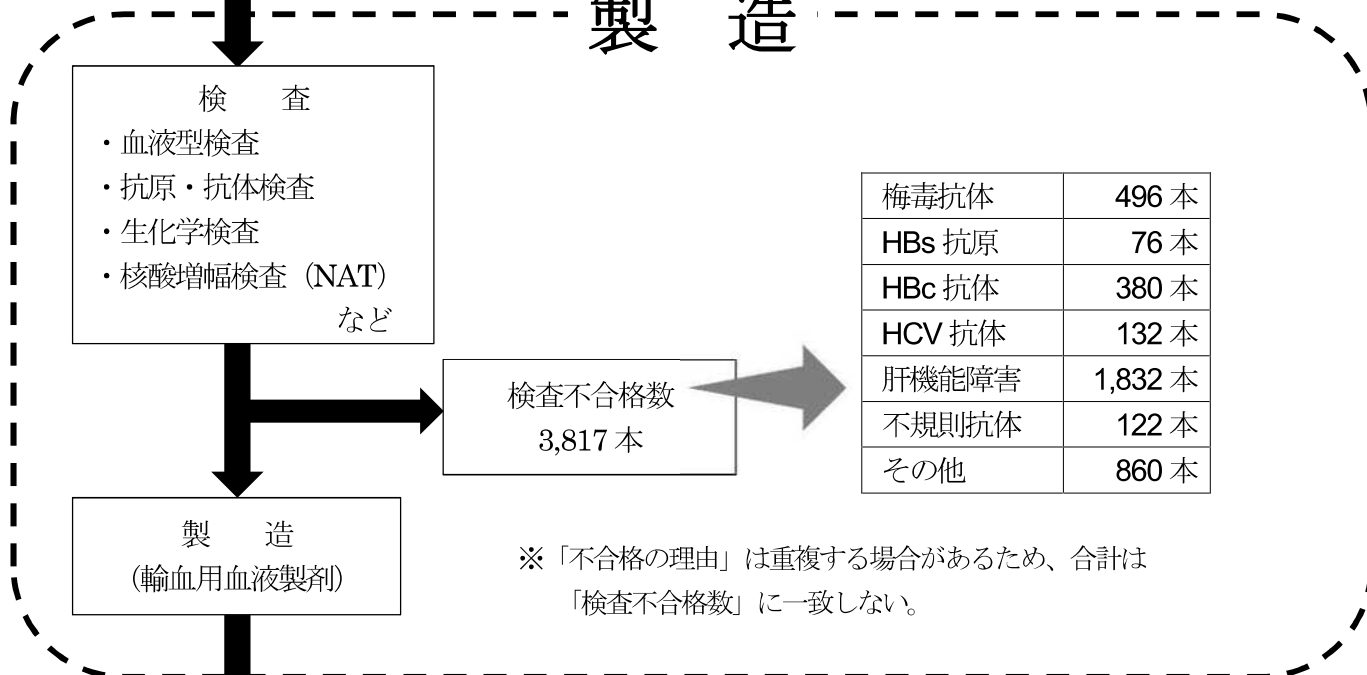 製　造
検　査
・血液型検査
・抗原・抗体検査
・生化学検査
・核酸増幅検査（NAT）
など
検査不合格数
3,817 本
梅毒抗体 496 本
HBs 抗原 76 本
HBc 抗体 380 本
HCV 抗体 132 本
肝機能障害 1,832 本
不規則抗体 122 本
その他 860 本
製　造
（輸血用血液製剤）
※「不合格の理由」は重複する場合があるため、合計は
「検査不合格数」に一致しない。